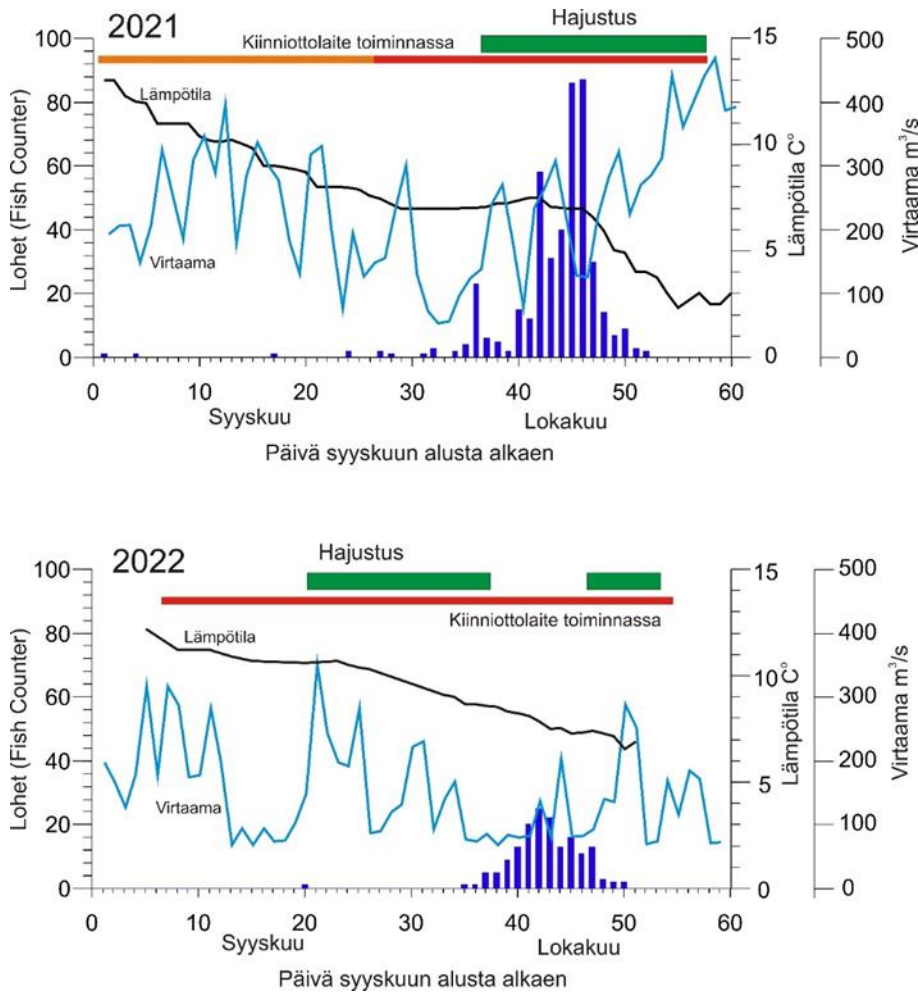 Hajustus
2021
Kiinniottolaite toiminnassa
Lämpötila
Virtaama
Lohet (Fish Counter)
100
80
60
40
20
0
15
10
5
0
Lämpötila C°
500
400
300
200
100
0
Virtaama m³/s
0 10 20 30 40 50 60
Syyskuu Lokakuu
Päivä syyskuun alusta alkaen
Hajustus
2022
Kiinniottolaite toiminnassa
Lämpötila
Virtaama
Lohet (Fish Counter)
100
80
60
40
20
0
15
10
5
0
Lämpötila C°
500
400
300
200
100
0
Virtaama m³/s
0 10 20 30 40 50 60
Syyskuu Lokakuu
Päivä syyskuun alusta alkaen